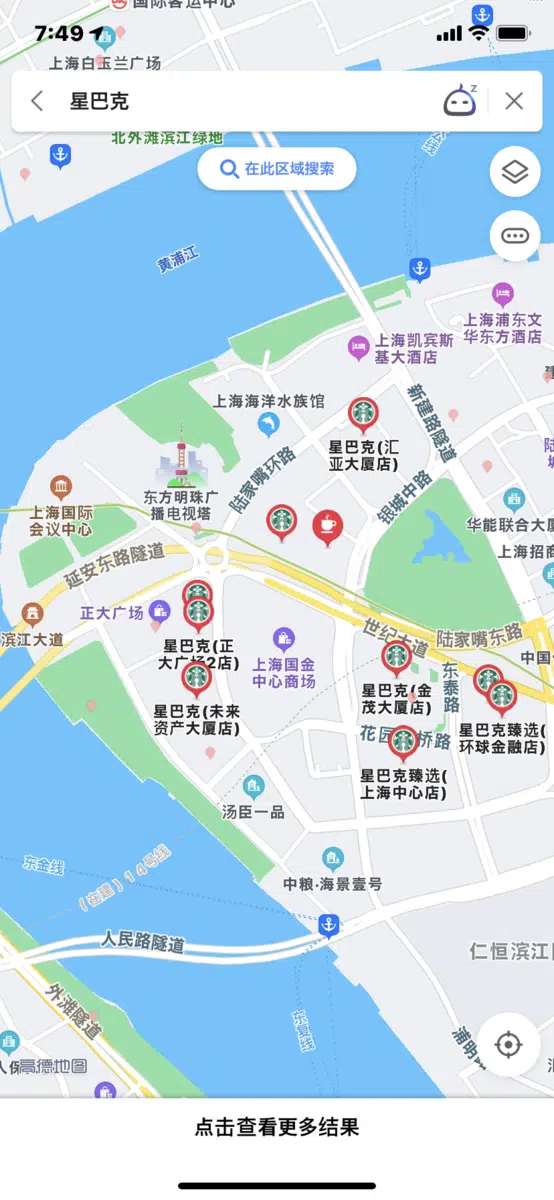 国际客运中心
7:49
上海白玉兰广场
星巴克
z
北外滩滨江绿地
在此区域搜索
黄浦江
上海浦东文
华东方酒店
上海凯宾斯
基大酒店
新建路隧道
上海海洋水族馆
星巴克(汇
亚大厦店)
陆家嘴环路
银城中路
东方明珠广
播电视塔
上海国际
会议中心
华能联合大厦
上海招商
延安东路隧道
正大广场
滨江大道
世纪大道
陆家嘴东路
星巴克(正
大广场2店)
上海国金
中心商场
中国
星巴克(金
茂大厦店)
东泰路
星巴克(未来
资产大厦店)
花园石桥路
星巴克臻选(
环球金融店)
星巴克臻选(
上海中心店)
汤臣一品
东金线
(在建)14号线
中粮·海景壹号
人民路隧道
仁恒滨江
外滩隧道
东复线
浦明
人保
高德地图
点击查看更多结果